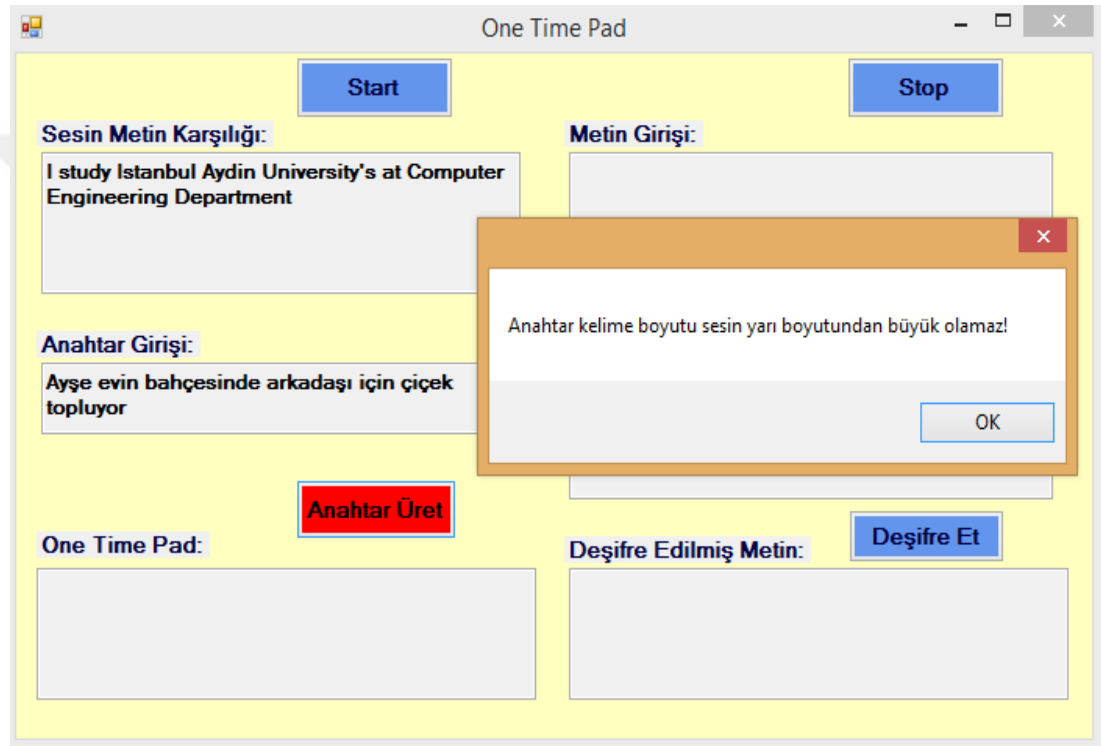 One Time Pad
Start
Stop
Sesin Metin Karşılığı:
Metin Girişi:
I study Istanbul Aydin University's at Computer
Engineering Department
Anahtar kelime boyutu sesin yarı boyutundan büyük olamaz!
OK
Anahtar Girişi:
Ayşe evin bahçesinde arkadaşı için çiçek
topluyor
Anahtar Üret
One Time Pad:
Deşifre Et
Deşifre Edilmiş Metin: